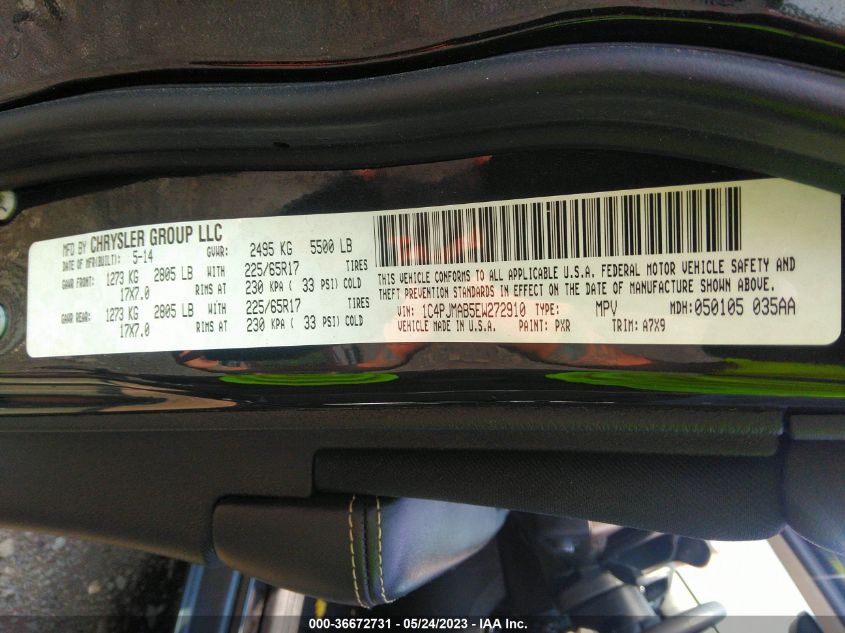 MFD BY CHRYSLER GROUP LLC
DATE OF MFR(BUILT): 5-14 GVWR: 2495 KG 5500 LB
GAWR FRONT: 1273 KG 2805 LB WITH 225/65R17 TIRES
17X7.0 RIMS AT 230 KPA ( 33 PSI) COLD
GAWR REAR: 1273 KG 2805 LB WITH 225/65R17 TIRES
17X7.0 RIMS AT 230 KPA ( 33 PSI) COLD
THIS VEHICLE CONFORMS TO ALL APPLICABLE U.S.A. FEDERAL MOTOR VEHICLE SAFETY AND
THEFT PREVENTION STANDARDS IN EFFECT ON THE DATE OF MANUFACTURE SHOWN ABOVE.
VIN: 1C4PJMAB5EW272910 TYPE: MPV MDH:050105 035AA
VEHICLE MADE IN U.S.A. PAINT: PXR TRIM: A7X9
000-36672731 - 05/24/2023 - IAA Inc.